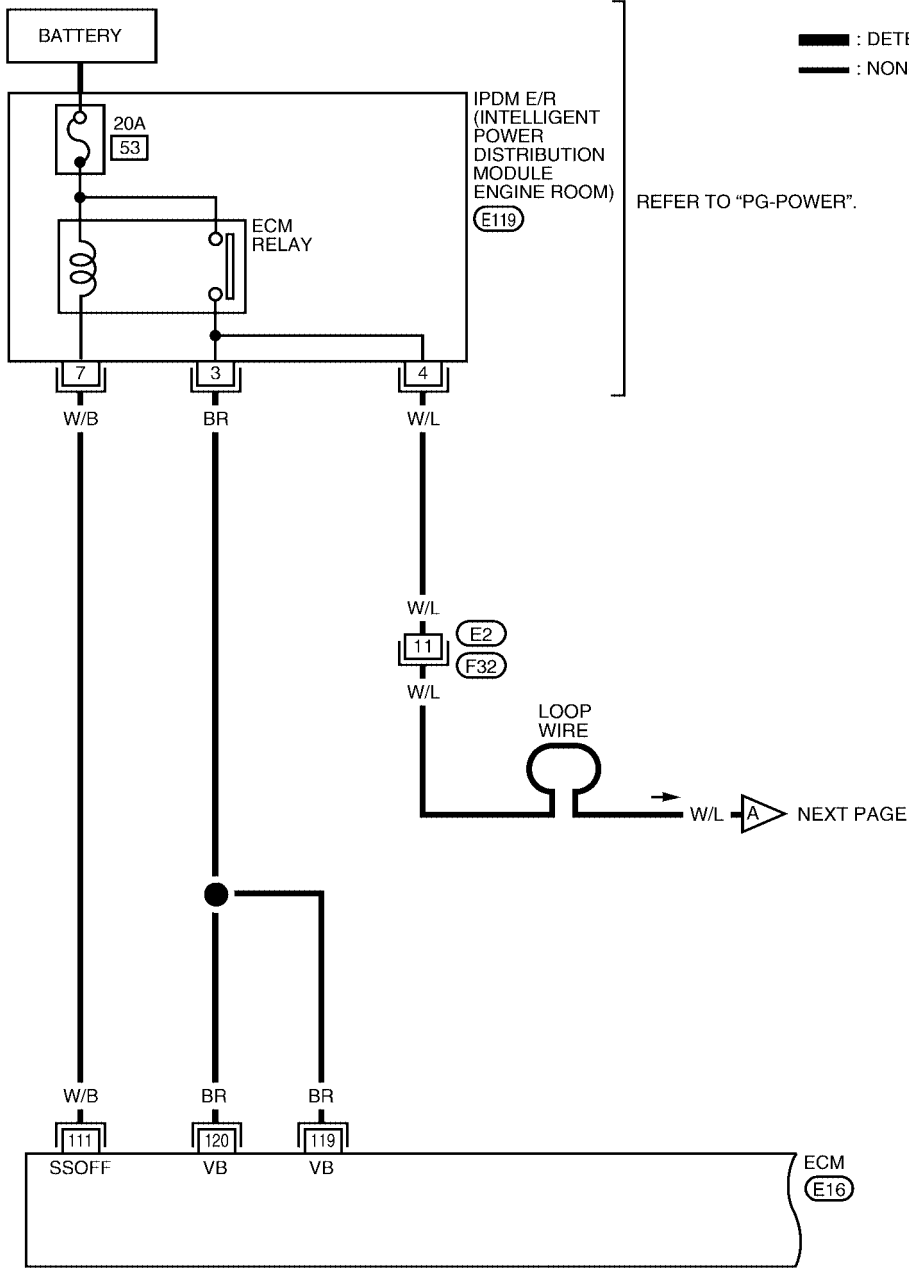 BATTERY
: DETE
: NON
20A
53
IPDM E/R
(INTELLIGENT
POWER
DISTRIBUTION
MODULE
ENGINE ROOM)
E119
REFER TO "PG-POWER".
ECM
RELAY
7
3
4
W/B
BR
W/L
W/L
11
E2
F32
W/L
LOOP
WIRE
W/L
A
NEXT PAGE
W/B
BR
BR
111
120
119
SSOFF
VB
VB
ECM
E16